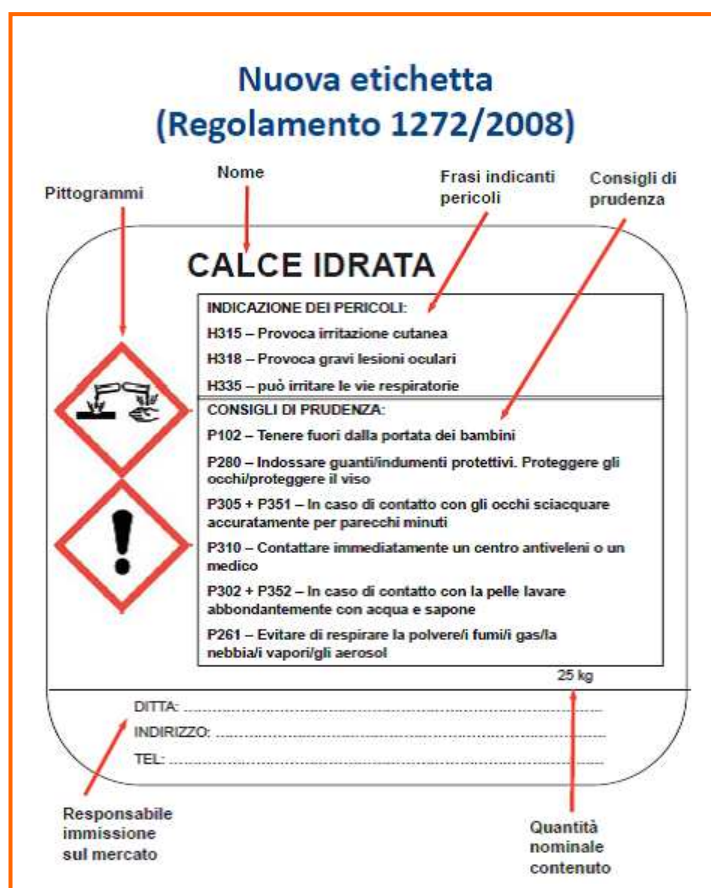 Nuova etichetta
(Regolamento 1272/2008)
Nome
Frasi indicanti
pericoli
Consigli di
prudenza
Pittogrammi
CALCE IDRATA
INDICAZIONE DEI PERICOLI:
H315 – Provoca irritazione cutanea
H318 – Provoca gravi lesioni oculari
H335 – può irritare le vie respiratorie
CONSIGLI DI PRUDENZA:
P102 – Tenere fuori dalla portata dei bambini
P280 – Indossare guanti/indumenti protettivi. Proteggere gli
occhi/proteggere il viso
P305 + P351 – In caso di contatto con gli occhi sciacquare
accuratamente per parecchi minuti
P310 – Contattare immediatamente un centro antiveleni o un
medico
P302 + P352 – In caso di contatto con la pelle lavare
abbondantemente con acqua e sapone
P261 – Evitare di respirare la polvere/i fumi/i gas/la
nebbia/i vapori/gli aerosol
25 kg
DITTA:
INDIRIZZO:
TEL:
Responsabile
immissione
sul mercato
Quantità
nominale
contenuto